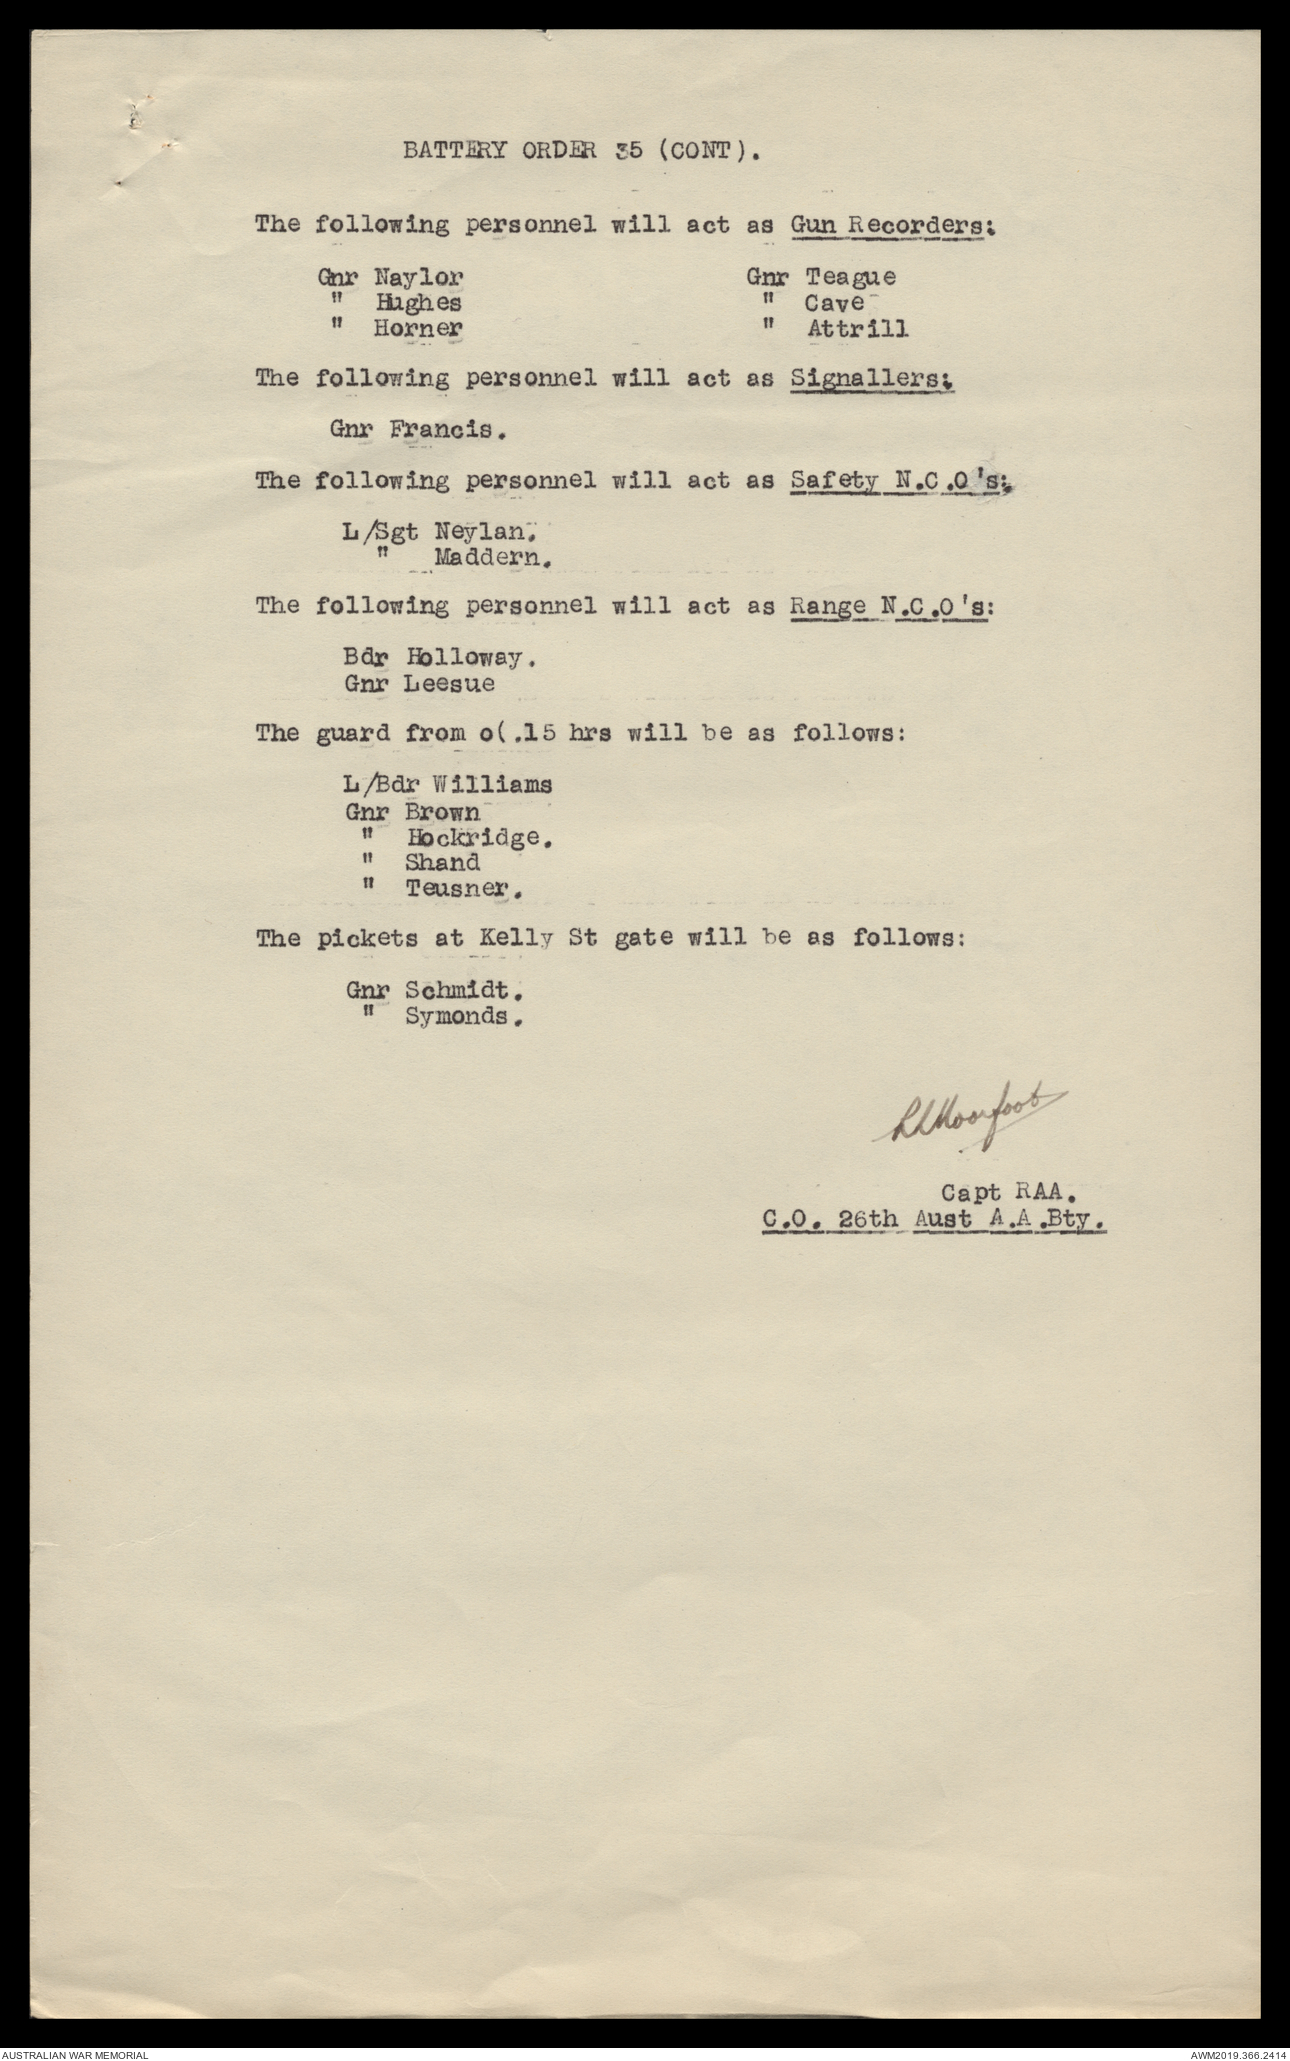 BATTERY ORDER 35 (CONT).
The following personnel will act as Gun Recorders:
Gnr Naylor Gnr Teague
" Hughes " Cave
" Horner " Attrill
The following personnel will act as Signallers:
Gnr Francis.
The following personnel will act as Safety N.C.O's:
L/Sgt Neylan.
" Maddern.
The following personnel will act as Range N.C.O's:
Bdr Holloway.
Gnr Leesue
The guard from o(.15 hrs will be as follows:
L/Bdr Williams
Gnr Brown
" Hockridge.
" Shand
" Teusner.
The pickets at Kelly St gate will be as follows:
Gnr Schmidt.
" Symonds.
Moorfoot
Capt RAA.
C.O. 26th Aust A.A.Bty.
AUSTRALIAN WAR MEMORIAL AWM2019.366.2414